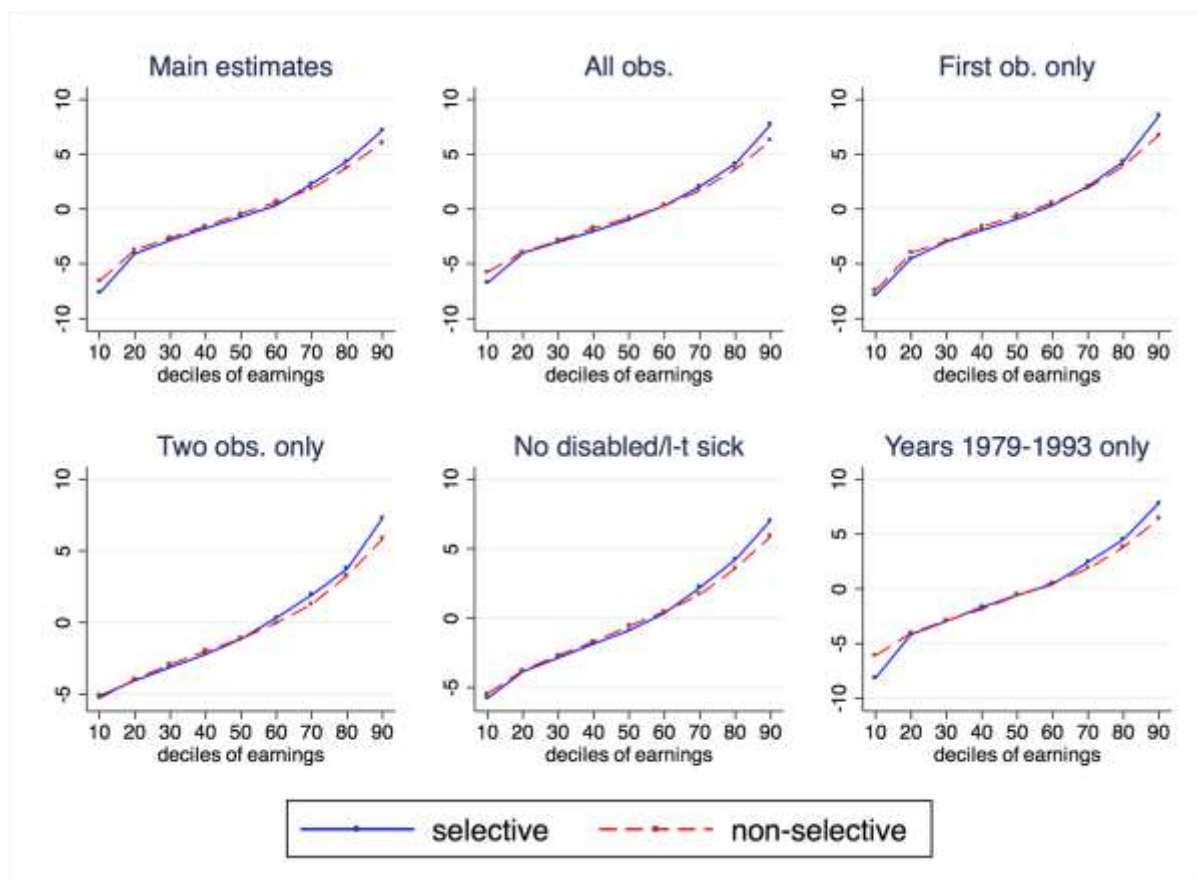 Main estimates
All obs.
First ob. only
10
5
0
-5
-10
10 20 30 40 50 60 70 80 90
deciles of earnings
10
5
0
-5
-10
10 20 30 40 50 60 70 80 90
deciles of earnings
10
5
0
-5
-10
10 20 30 40 50 60 70 80 90
deciles of earnings
Two obs. only
No disabled/l-t sick
Years 1979-1993 only
10
5
0
-5
10 20 30 40 50 60 70 80 90
deciles of earnings
10
5
0
-5
10 20 30 40 50 60 70 80 90
deciles of earnings
10
5
0
-5
-10
10 20 30 40 50 60 70 80 90
deciles of earnings
selective
non-selective